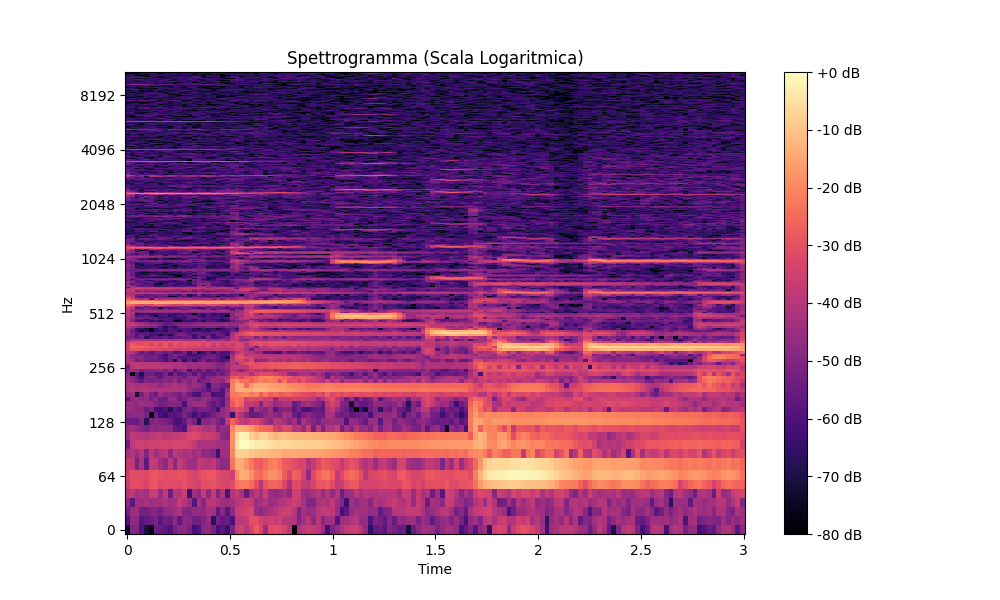 Spettrogramma (Scala Logaritmica)
Hz
8192
4096
2048
1024
512
256
128
64
0
0 0.5 1 1.5 2 2.5 3
Time
+0 dB
-10 dB
-20 dB
-30 dB
-40 dB
-50 dB
-60 dB
-70 dB
-80 dB